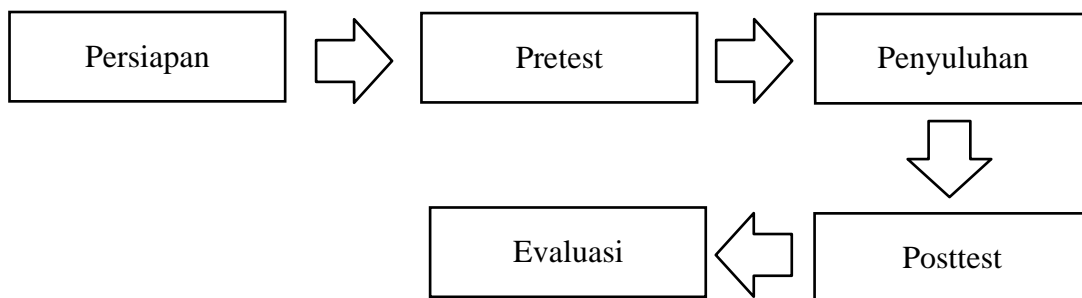 Persiapan
Pretest
Penyuluhan
Posttest
Evaluasi